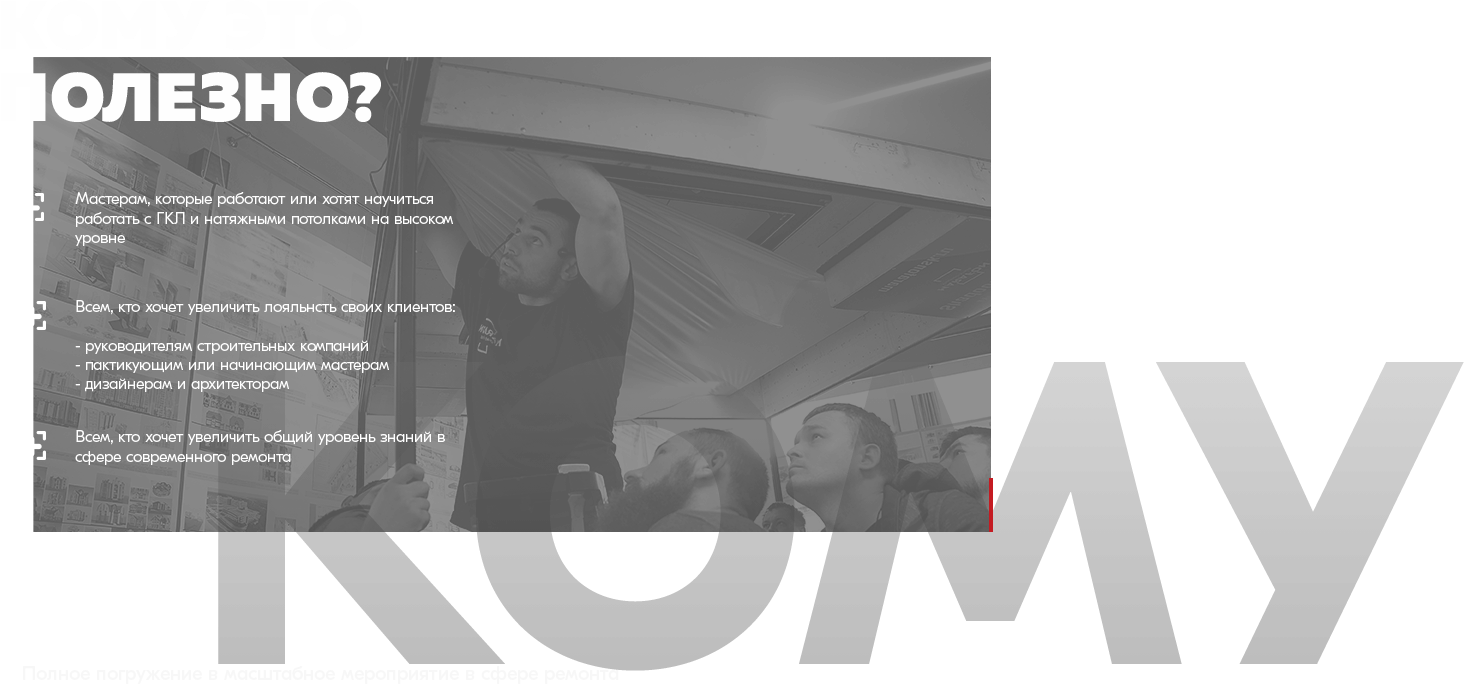 ПОЛЕЗНО?
Мастерам, которые работают или хотят научиться
работать с ГКЛ и натяжными потолками на высоком
уровне
Всем, кто хочет увеличить лояльнсть своих клиентов:
- руководителям строительных компаний
- пактикующим или начинающим мастерам
- дизайнерам и архитекторам
Всем, кто хочет увеличить общий уровень знаний в
сфере современного ремонта
КОМУ
Полное погружение в масштабное мероприятие в сфере ремонта